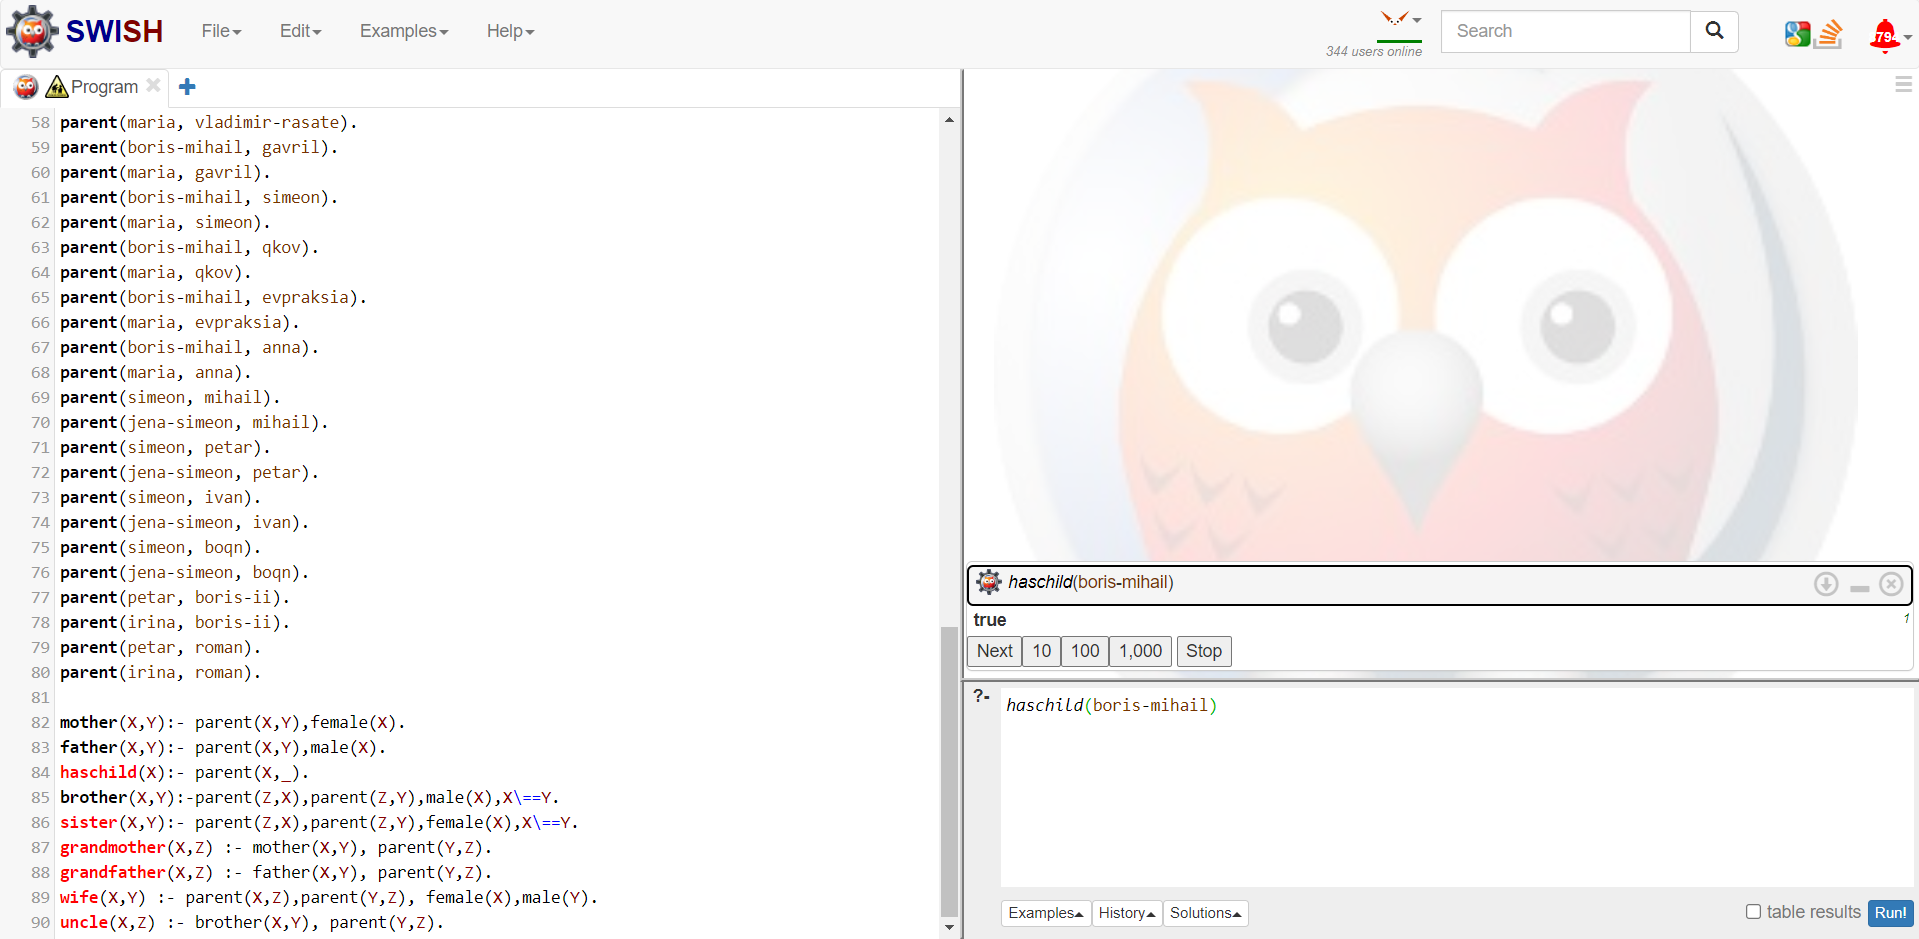 SWISH File Edit Examples Help 344 users online Search 794
Program
58 parent(maria, vladimir-rasate).
59 parent(boris-mihail, gavril).
60 parent(maria, gavril).
61 parent(boris-mihail, simeon).
62 parent(maria, simeon).
63 parent(boris-mihail, qkov).
64 parent(maria, qkov).
65 parent(boris-mihail, evpraksia).
66 parent(maria, evpraksia).
67 parent(boris-mihail, anna).
68 parent(maria, anna).
69 parent(simeon, mihail).
70 parent(jena-simeon, mihail).
71 parent(simeon, petar).
72 parent(jena-simeon, petar).
73 parent(simeon, ivan).
74 parent(jena-simeon, ivan).
75 parent(simeon, boqn).
76 parent(jena-simeon, boqn).
77 parent(petar, boris-ii).
78 parent(irina, boris-ii).
79 parent(petar, roman).
80 parent(irina, roman).
81
82 mother(X,Y):- parent(X,Y),female(X).
83 father(X,Y):- parent(X,Y),male(X).
84 haschild(X):- parent(X,_).
85 brother(X,Y):-parent(Z,X),parent(Z,Y),male(X),X\==Y.
86 sister(X,Y):- parent(Z,X),parent(Z,Y),female(X),X\==Y.
87 grandmother(X,Z) :- mother(X,Y), parent(Y,Z).
88 grandfather(X,Z) :- father(X,Y), parent(Y,Z).
89 wife(X,Y) :- parent(X,Z),parent(Y,Z), female(X),male(Y).
90 uncle(X,Z) :- brother(X,Y), parent(Y,Z).
haschild(boris-mihail)
true 1
Next 10 100 1,000 Stop
?- haschild(boris-mihail)
Examples History Solutions table results Run!